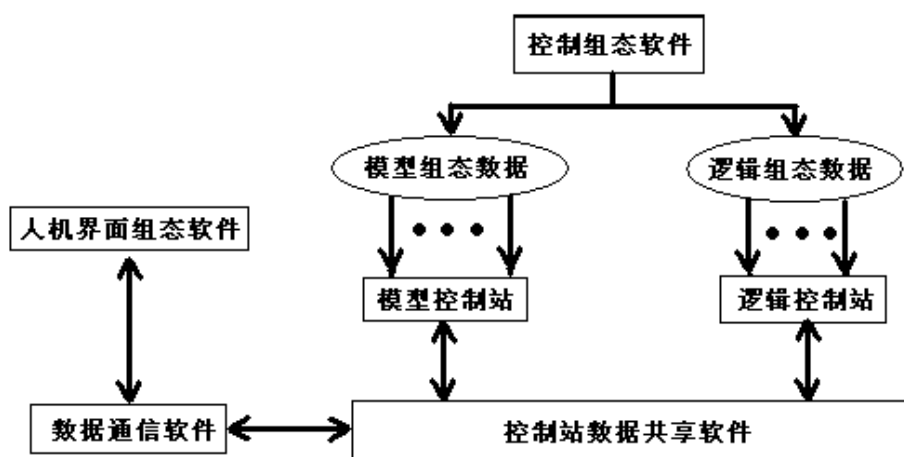 控制组态软件
模型组态数据
逻辑组态数据
人机界面组态软件
模型控制站
逻辑控制站
数据通信软件
控制站数据共享软件